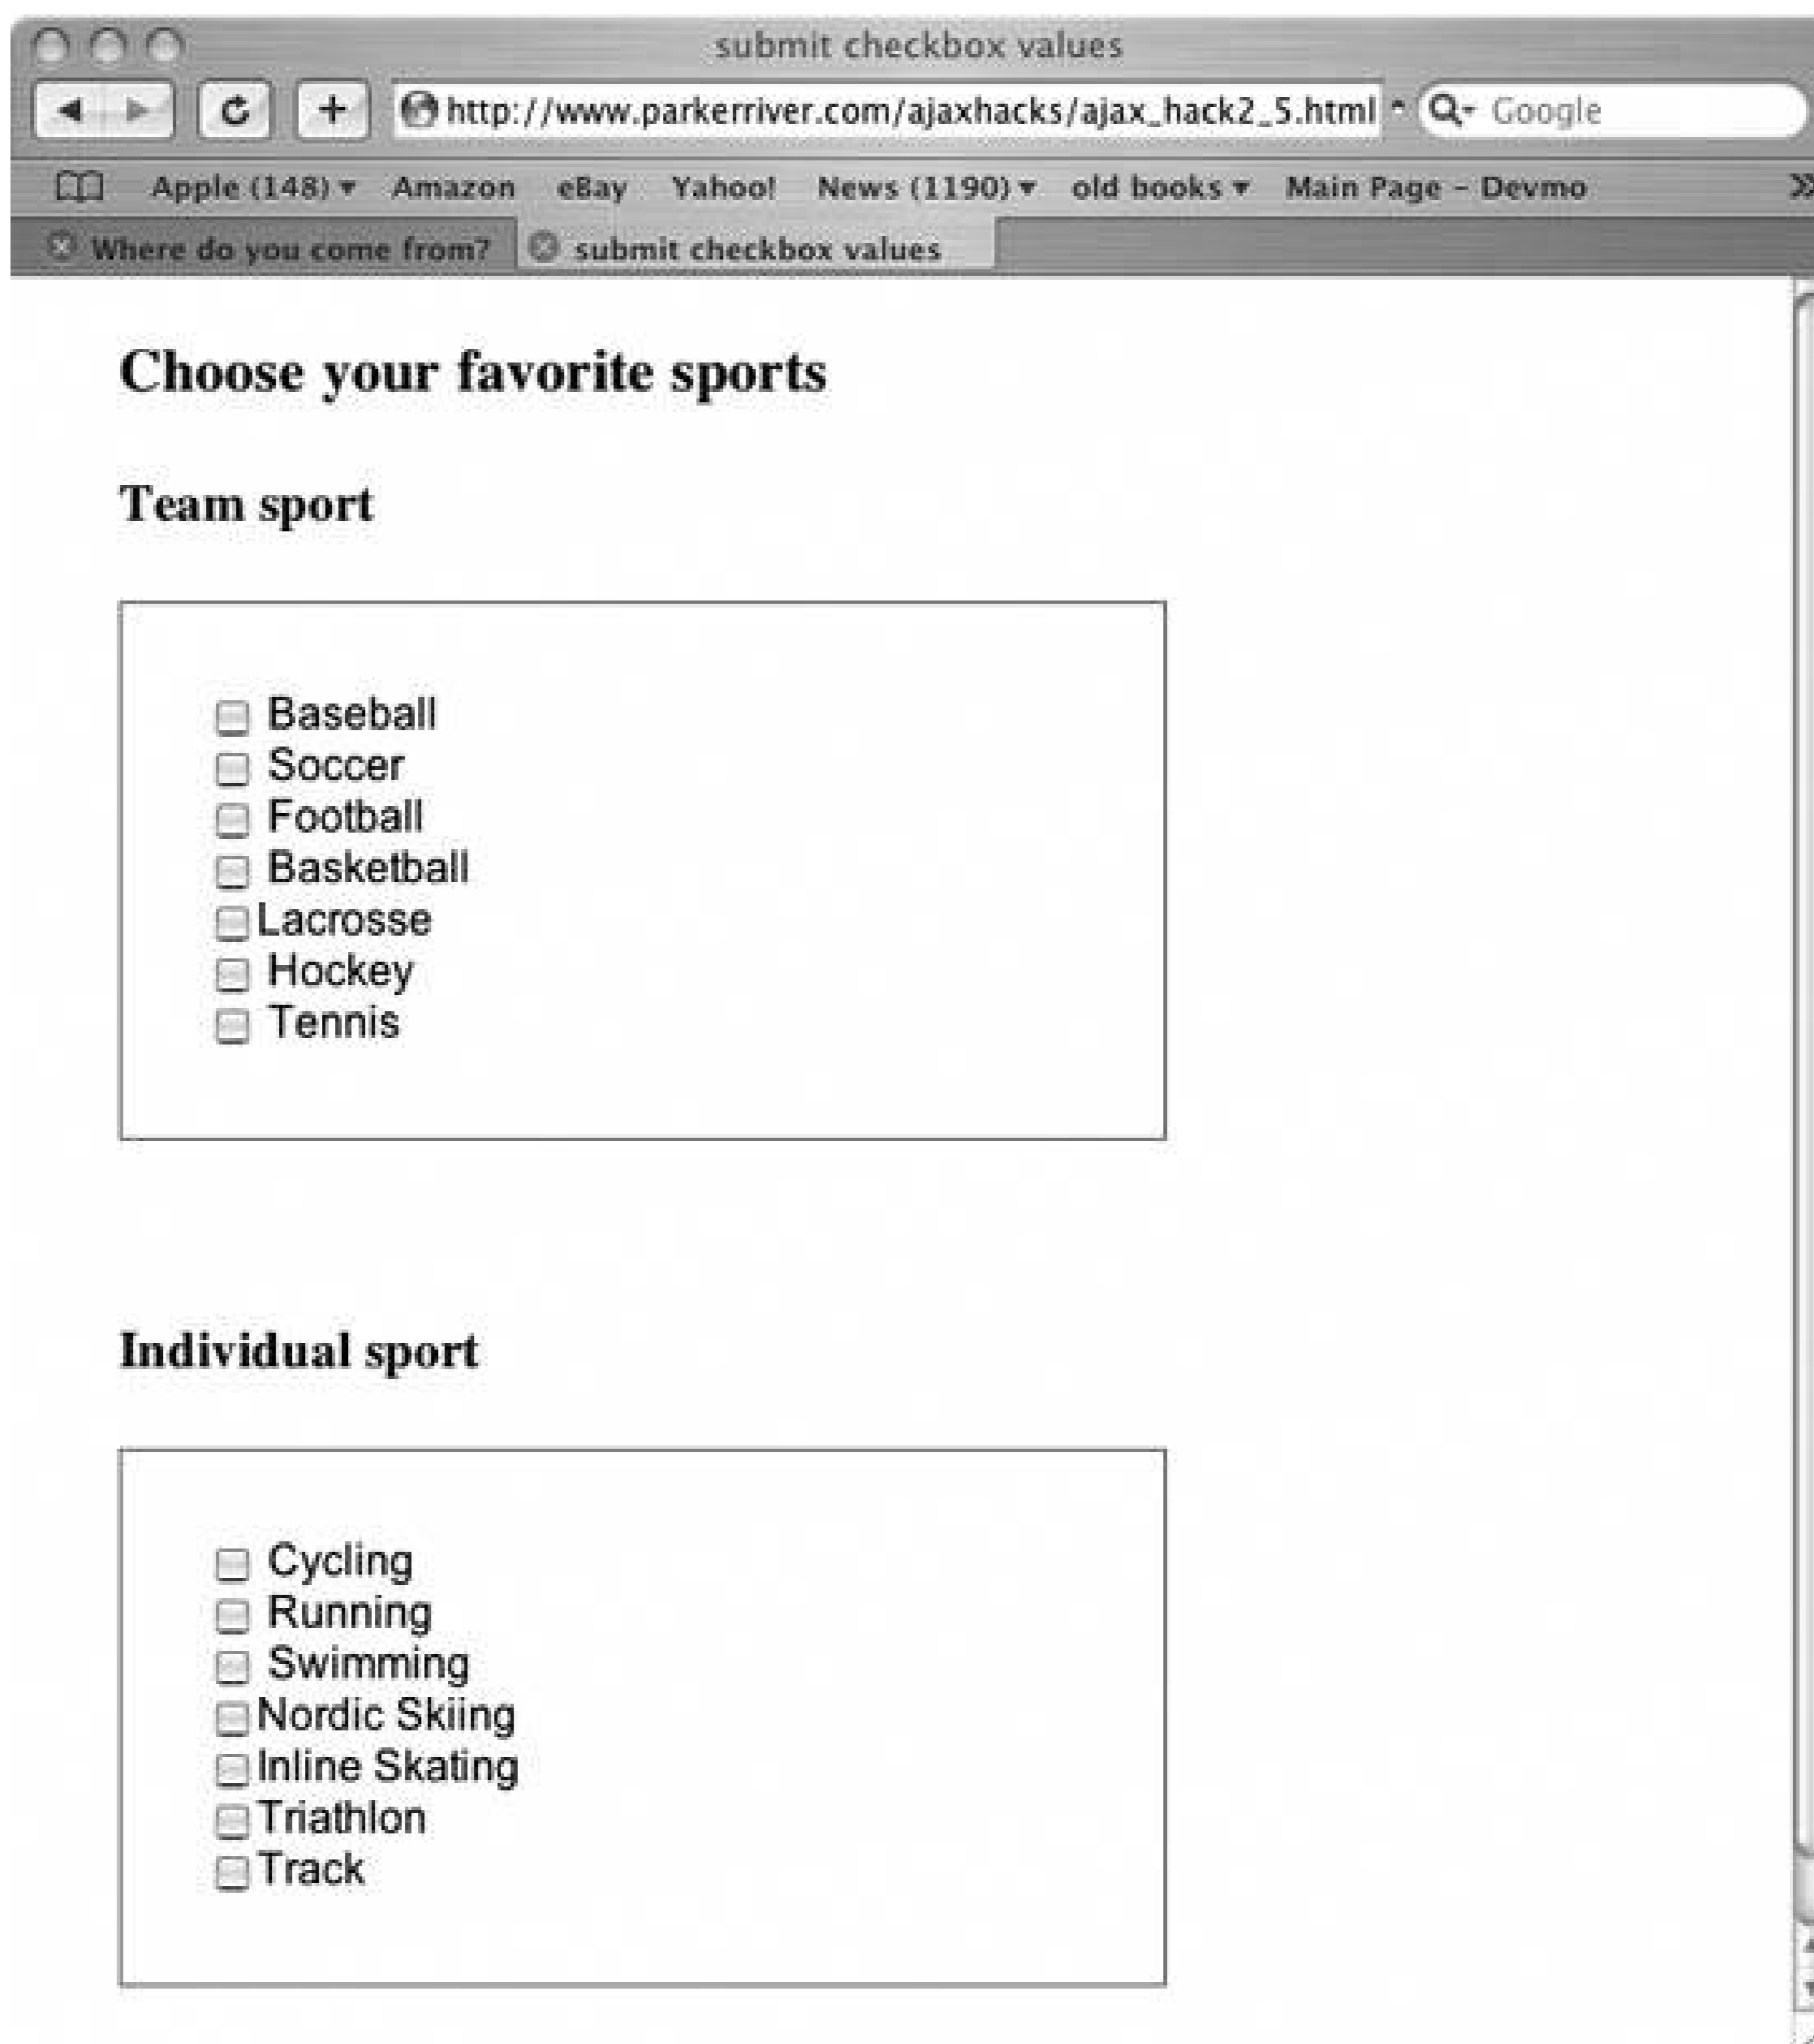 submit checkbox values
http://www.parkerriver.com/ajaxhacks/ajax_hack2_5.html Google
Apple (148) Amazon eBay Yahoo! News (1190) old books Main Page - Devmo
Where do you come from? submit checkbox values
Choose your favorite sports
Team sport
Baseball
Soccer
Football
Basketball
Lacrosse
Hockey
Tennis
Individual sport
Cycling
Running
Swimming
Nordic Skiing
Inline Skating
Triathlon
Track